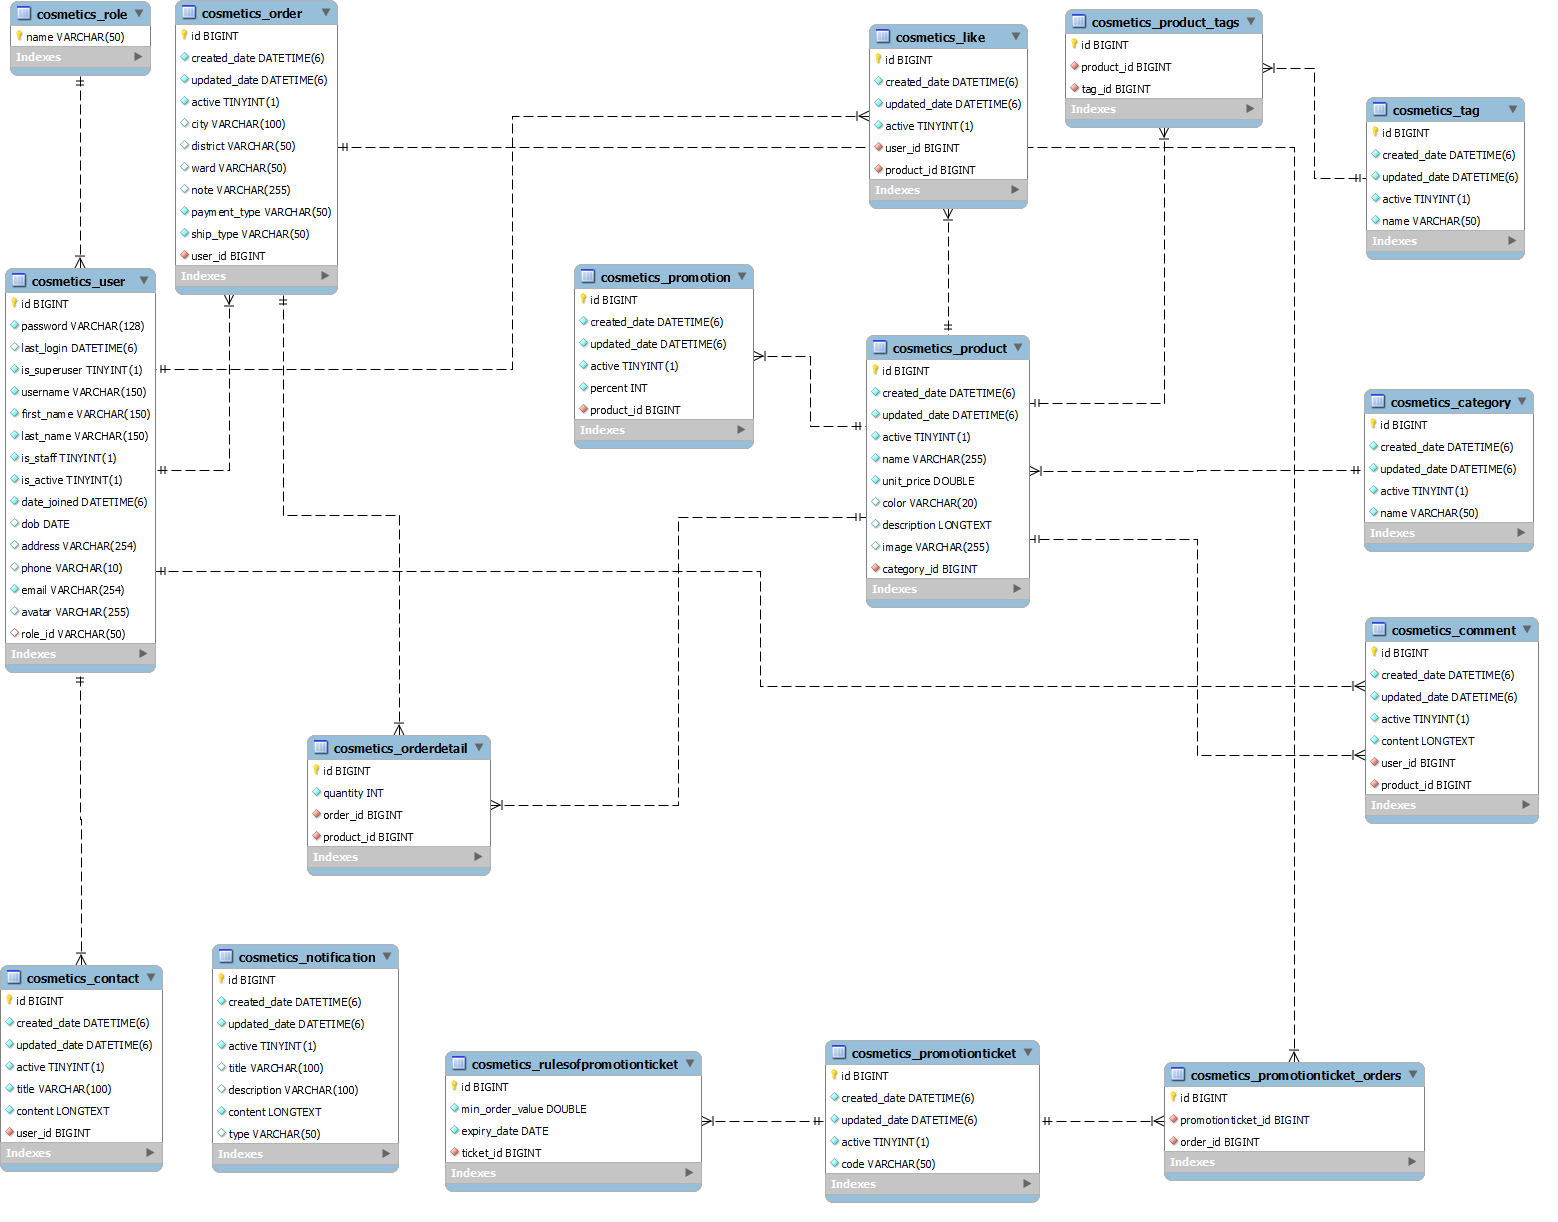 cosmetics_role
name VARCHAR(50)
Indexes
cosmetics_order
id BIGINT
created_date DATETIME(6)
updated_date DATETIME(6)
active TINYINT(1)
city VARCHAR(100)
district VARCHAR(50)
ward VARCHAR(50)
note VARCHAR(255)
payment_type VARCHAR(50)
ship_type VARCHAR(50)
user_id BIGINT
Indexes
cosmetics_like
id BIGINT
created_date DATETIME(6)
updated_date DATETIME(6)
active TINYINT(1)
user_id BIGINT
product_id BIGINT
Indexes
cosmetics_product_tags
id BIGINT
product_id BIGINT
tag_id BIGINT
Indexes
cosmetics_tag
id BIGINT
created_date DATETIME(6)
updated_date DATETIME(6)
active TINYINT(1)
name VARCHAR(50)
Indexes
cosmetics_user
id BIGINT
password VARCHAR(128)
last_login DATETIME(6)
is_superuser TINYINT(1)
username VARCHAR(150)
first_name VARCHAR(150)
last_name VARCHAR(150)
is_staff TINYINT(1)
is_active TINYINT(1)
date_joined DATETIME(6)
dob DATE
address VARCHAR(254)
phone VARCHAR(10)
email VARCHAR(254)
avatar VARCHAR(255)
role_id VARCHAR(50)
Indexes
cosmetics_promotion
id BIGINT
created_date DATETIME(6)
updated_date DATETIME(6)
active TINYINT(1)
percent INT
product_id BIGINT
Indexes
cosmetics_product
id BIGINT
created_date DATETIME(6)
updated_date DATETIME(6)
active TINYINT(1)
name VARCHAR(255)
unit_price DOUBLE
color VARCHAR(20)
description LONGTEXT
image VARCHAR(255)
category_id BIGINT
Indexes
cosmetics_category
id BIGINT
created_date DATETIME(6)
updated_date DATETIME(6)
active TINYINT(1)
name VARCHAR(50)
Indexes
cosmetics_comment
id BIGINT
created_date DATETIME(6)
updated_date DATETIME(6)
active TINYINT(1)
content LONGTEXT
user_id BIGINT
product_id BIGINT
Indexes
cosmetics_orderdetail
id BIGINT
quantity INT
order_id BIGINT
product_id BIGINT
Indexes
cosmetics_contact
id BIGINT
created_date DATETIME(6)
updated_date DATETIME(6)
active TINYINT(1)
title VARCHAR(100)
content LONGTEXT
user_id BIGINT
Indexes
cosmetics_notification
id BIGINT
created_date DATETIME(6)
updated_date DATETIME(6)
active TINYINT(1)
title VARCHAR(100)
description VARCHAR(100)
content LONGTEXT
type VARCHAR(50)
Indexes
cosmetics_rulesofpromotionticket
id BIGINT
min_order_value DOUBLE
expiry_date DATE
ticket_id BIGINT
Indexes
cosmetics_promotionticket
id BIGINT
created_date DATETIME(6)
updated_date DATETIME(6)
active TINYINT(1)
code VARCHAR(50)
Indexes
cosmetics_promotionticket_orders
id BIGINT
promotionticket_id BIGINT
order_id BIGINT
Indexes